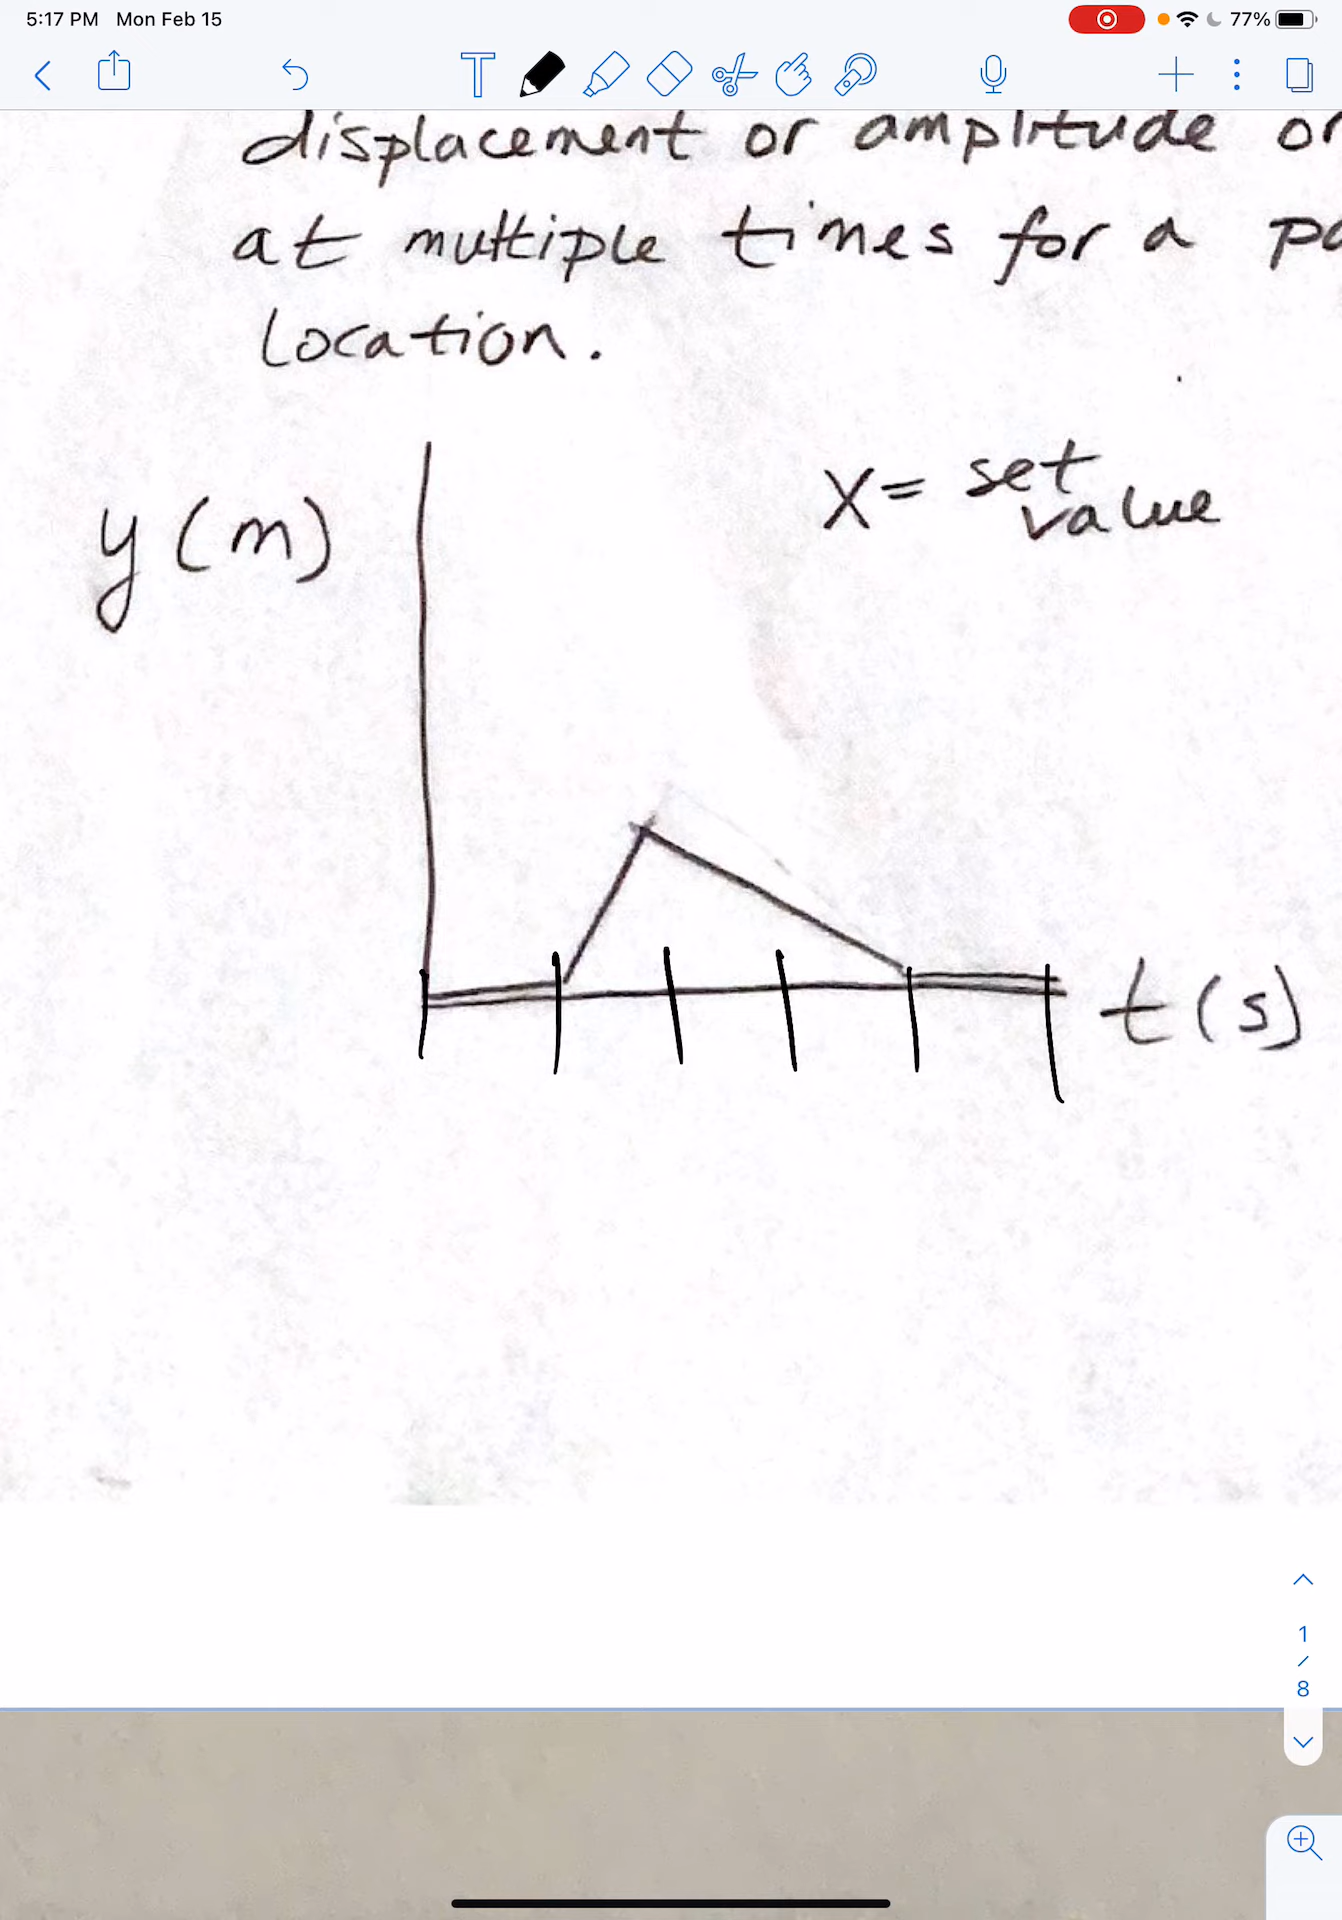 5:17 PM Mon Feb 15
77%
T
displacement or amplitude or
at multiple times for a
location.
x = set value
y (m)
t (s)
1
/
8